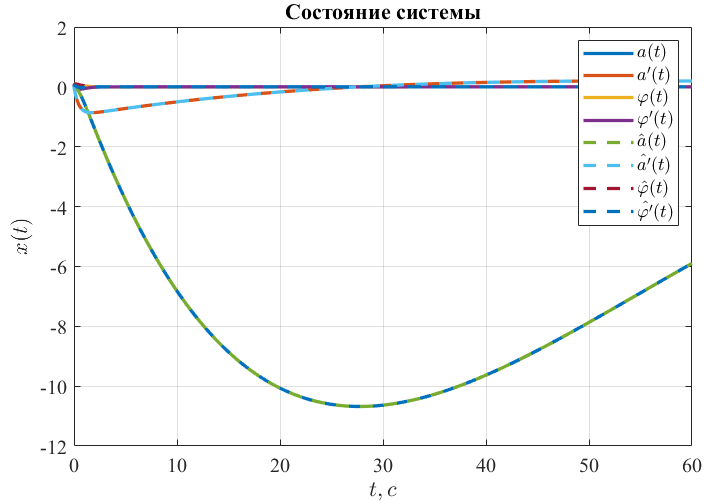 Состояние системы
2
0
-2
-4
-6
-8
-10
-12
x(t)
0 10 20 30 40 50 60
t, c
a(t)
a′(t)
φ(t)
φ′(t)
â(t)
â′(t)
φ̂(t)
φ̂′(t)